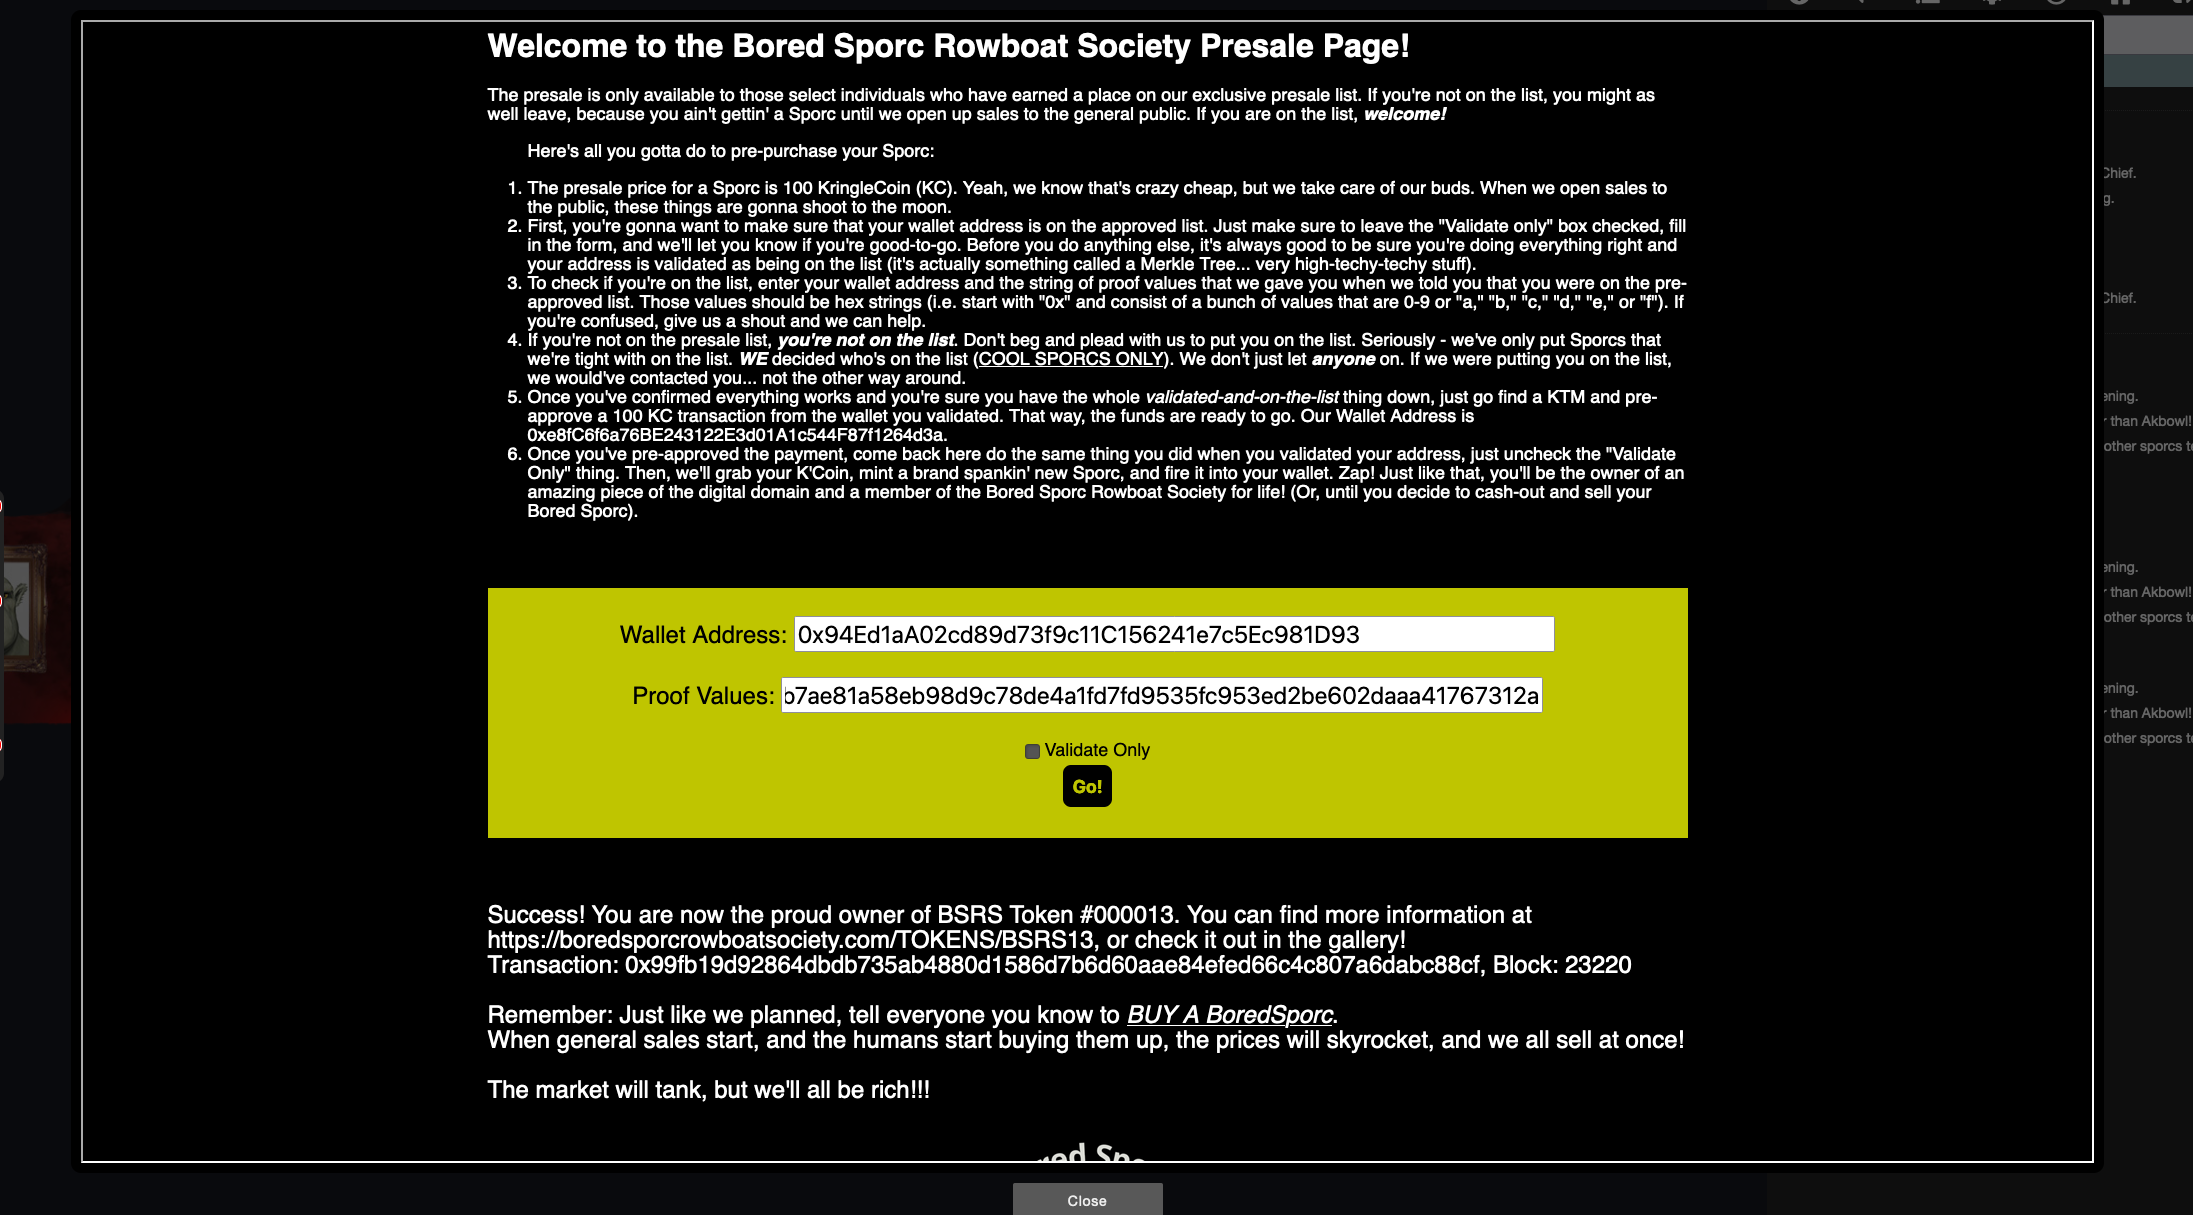 Welcome to the Bored Sporc Rowboat Society Presale Page!
The presale is only available to those select individuals who have earned a place on our exclusive presale list. If you're not on the list, you might as
well leave, because you ain't gettin' a Sporc until we open up sales to the general public. If you are on the list, welcome!
Here's all you gotta do to pre-purchase your Sporc:
1. The presale price for a Sporc is 100 KringleCoin (KC). Yeah, we know that's crazy cheap, but we take care of our buds. When we open sales to
the public, these things are gonna shoot to the moon.
2. First, you're gonna want to make sure that your wallet address is on the approved list. Just make sure to leave the "Validate only" box checked, fill
in the form, and we'll let you know if you're good-to-go. Before you do anything else, it's always good to be sure you're doing everything right and
your address is validated as being on the list (it's actually something called a Merkle Tree... very high-techy-techy stuff).
3. To check if you're on the list, enter your wallet address and the string of proof values that we gave you when we told you that you were on the pre-
approved list. Those values should be hex strings (i.e. start with "0x" and consist of a bunch of values that are 0-9 or "a," "b," "c," "d," "e," or "f"). If
you're confused, give us a shout and we can help.
4. If you're not on the presale list, you're not on the list. Don't beg and plead with us to put you on the list. Seriously - we've only put Sporcs that
we're tight with on the list. WE decided who's on the list (COOL SPORCS ONLY). We don't just let anyone on. If we were putting you on the list,
we would've contacted you... not the other way around.
5. Once you've confirmed everything works and you're sure you have the whole validated-and-on-the-list thing down, just go find a KTM and pre-
approve a 100 KC transaction from the wallet you validated. That way, the funds are ready to go. Our Wallet Address is
0xe8fC6f6a76BE243122E3d01A1c544F87f1264d3a.
6. Once you've pre-approved the payment, come back here do the same thing you did when you validated your address, just uncheck the "Validate
Only" thing. Then, we'll grab your K'Coin, mint a brand spankin' new Sporc, and fire it into your wallet. Zap! Just like that, you'll be the owner of an
amazing piece of the digital domain and a member of the Bored Sporc Rowboat Society for life! (Or, until you decide to cash-out and sell your
Bored Sporc).
Wallet Address: 0x94Ed1aA02cd89d73f9c11C156241e7c5Ec981D93
Proof Values: b7ae81a58eb98d9c78de4a1fd7fd9535fc953ed2be602daaa41767312a
Validate Only
Go!
Success! You are now the proud owner of BSRS Token #000013. You can find more information at
https://boredsporcrowboatsociety.com/TOKENS/BSRS13, or check it out in the gallery!
Transaction: 0x99fb19d92864dbdb735ab4880d1586d7b6d60aae84efed66c4c807a6dabc88cf, Block: 23220
Remember: Just like we planned, tell everyone you know to BUY A BoredSporc.
When general sales start, and the humans start buying them up, the prices will skyrocket, and we all sell at once!
The market will tank, but we'll all be rich!!!
Close
Chief.
g.
Chief.
ening.
than Akbowl!
other sporcs
ening.
than Akbowl!
other sporcs
ening.
than Akbowl!
other sporcs